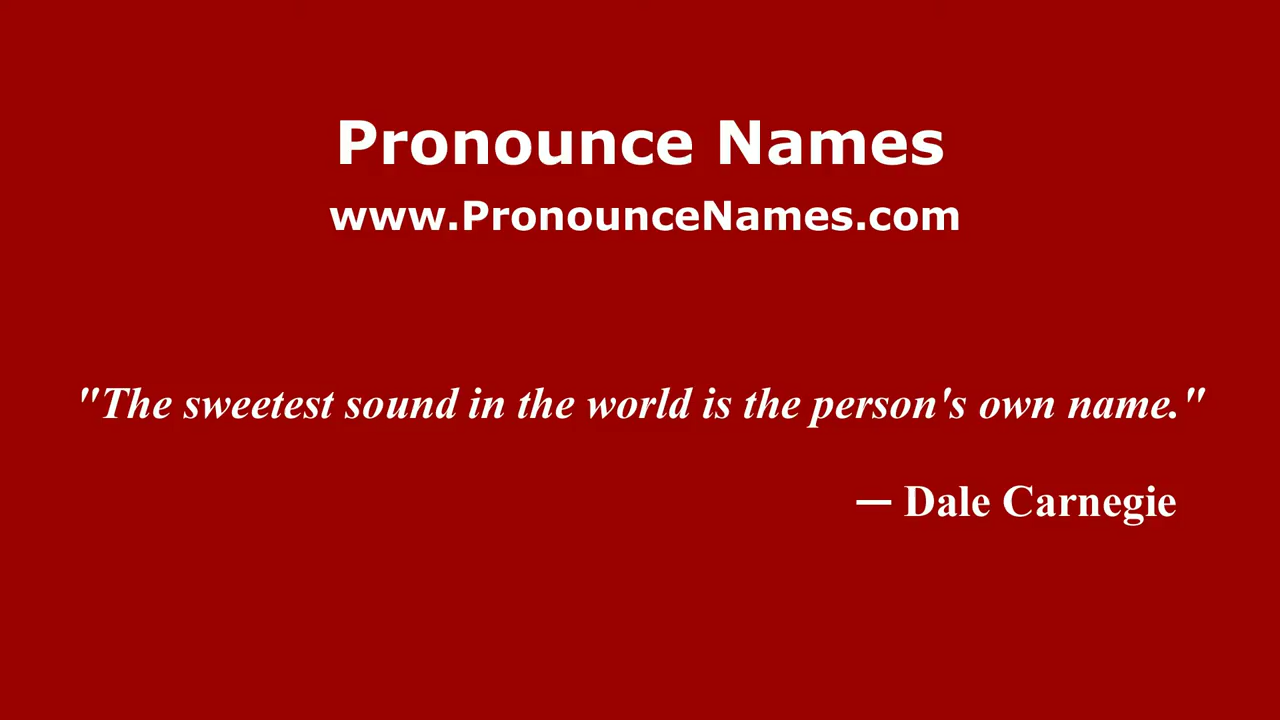 Pronounce Names
www.PronounceNames.com
"The sweetest sound in the world is the person's own name."
— Dale Carnegie